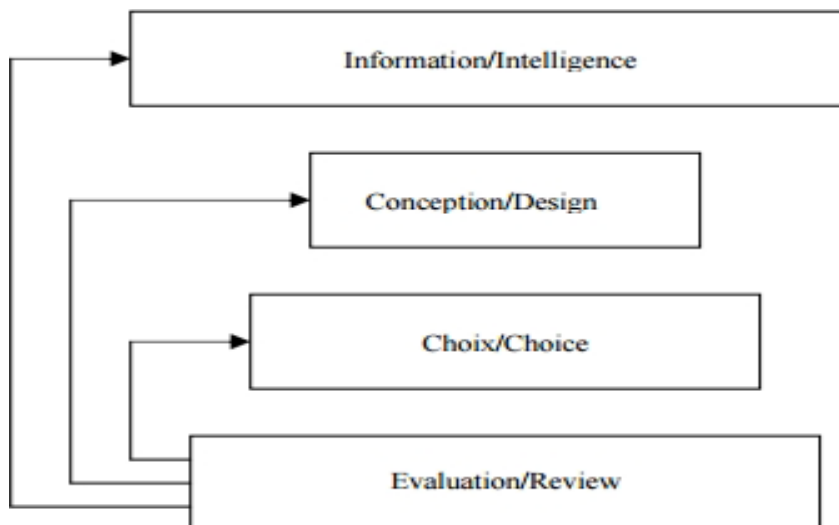 Information/Intelligence
Conception/Design
Choix/Choice
Evaluation/Review